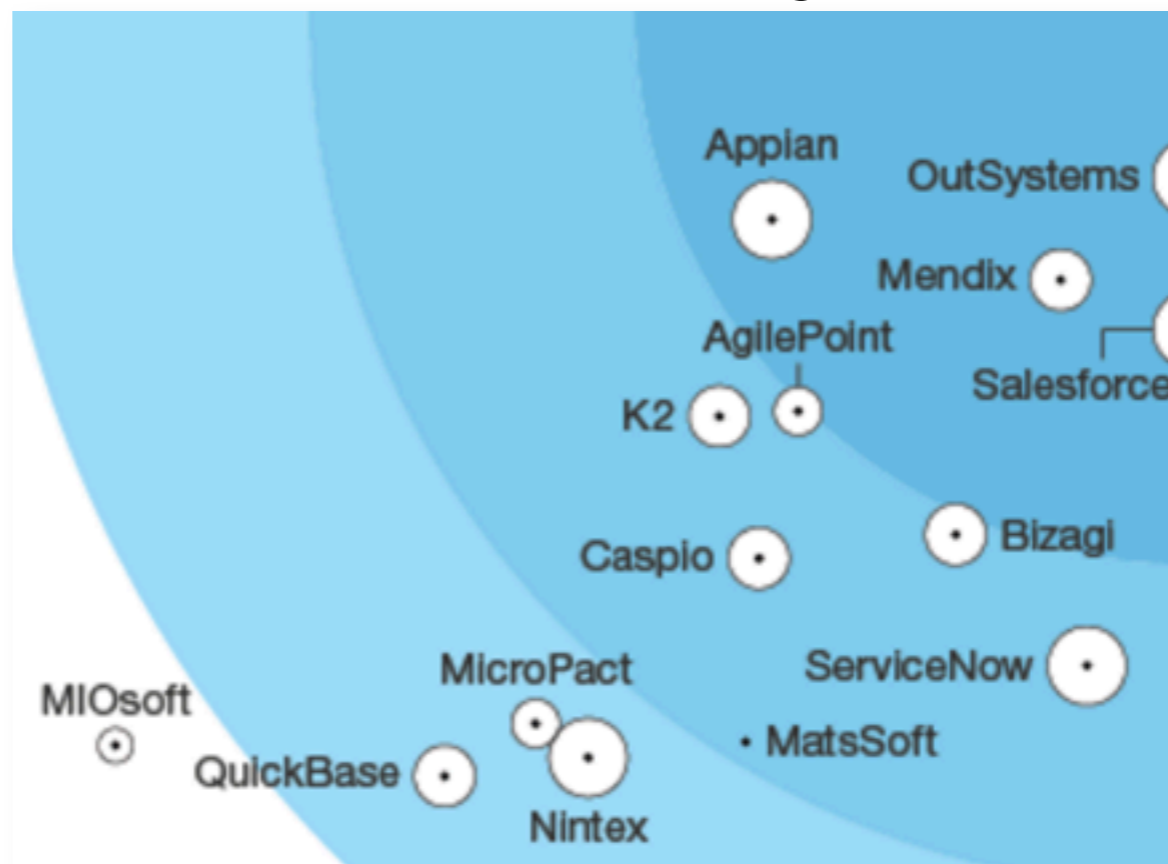 Appian
OutSystems
Mendix
AgilePoint
Salesforce
K2
Bizagi
Caspio
ServiceNow
MicroPact
MIOsoft
MatsSoft
QuickBase
Nintex